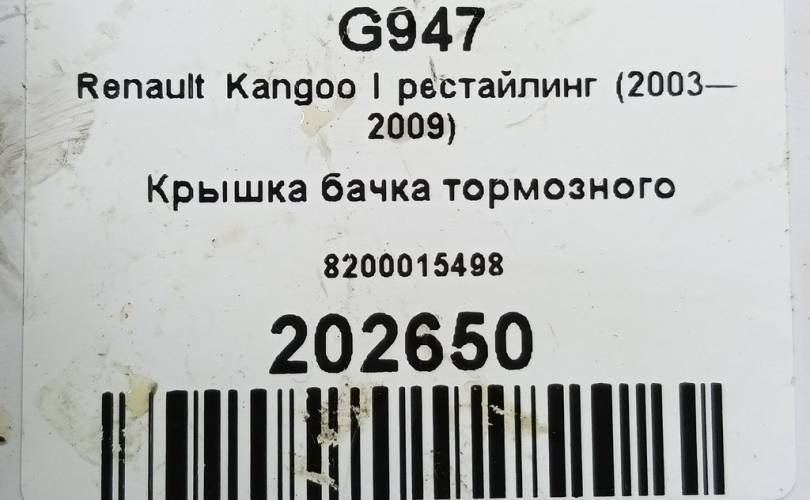 G947
Renault Kangoo I рестайлинг (2003—
2009)
Крышка бачка тормозного
8200015498
202650